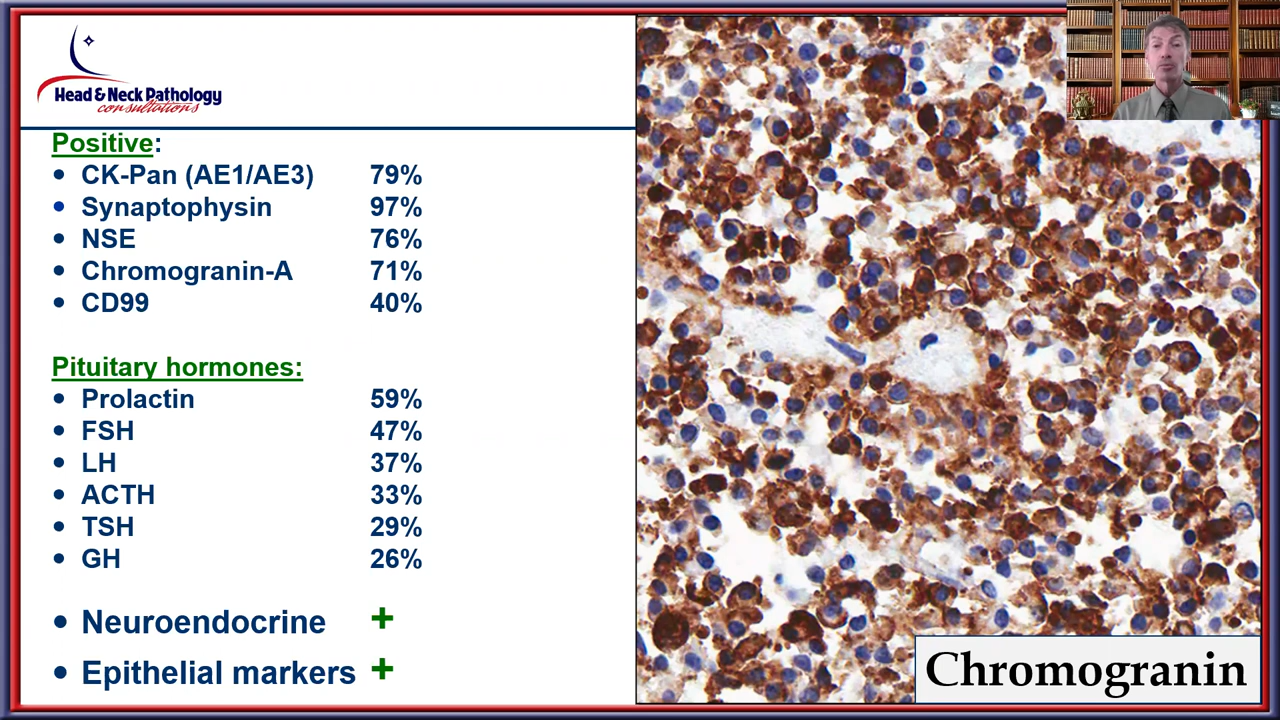 Head & Neck Pathology
consultations
Positive:
• CK-Pan (AE1/AE3) 79%
• Synaptophysin 97%
• NSE 76%
• Chromogranin-A 71%
• CD99 40%
Pituitary hormones:
• Prolactin 59%
• FSH 47%
• LH 37%
• ACTH 33%
• TSH 29%
• GH 26%
• Neuroendocrine +
• Epithelial markers +
Chromogranin